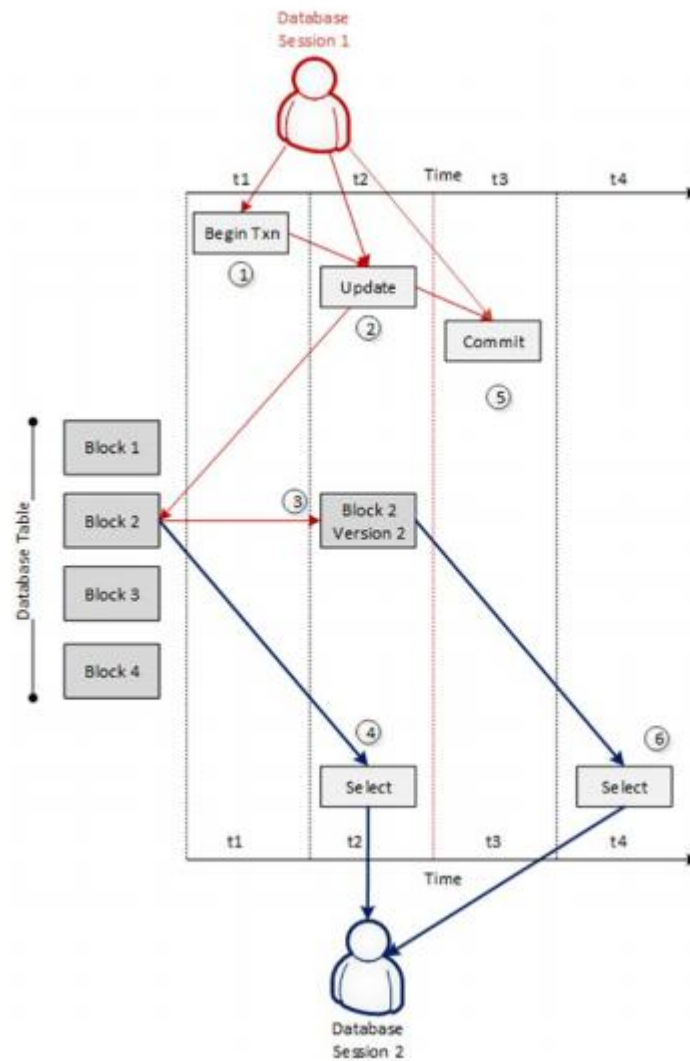 Database
Session 1
t1
t2
Time
t3
t4
Begin Txn
1
Update
2
Commit
5
Block 1
Block 2
3
Block 2
Version 2
Block 3
Block 4
Database Table
4
6
Select
Select
t1
t2
t3
t4
Time
Database
Session 2